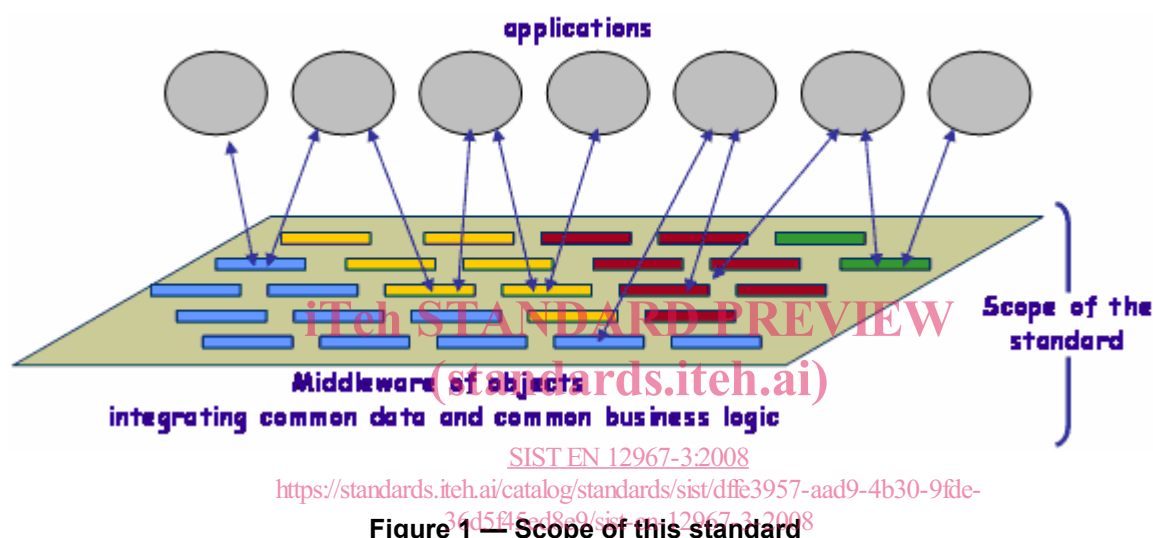 applications
Scope of the
standard
iTeh STANDARD PREVIEW
(standards.iteh.ai)
Middleware of objects
integrating common data and common business logic
SIST EN 12967-3:2008
https://standards.iteh.ai/catalog/standards/sist/dffe3957-aad9-4b30-9fde-
36d5f45ed8e9/sist-en-12967-3-2008
Figure 1 — Scope of this standard